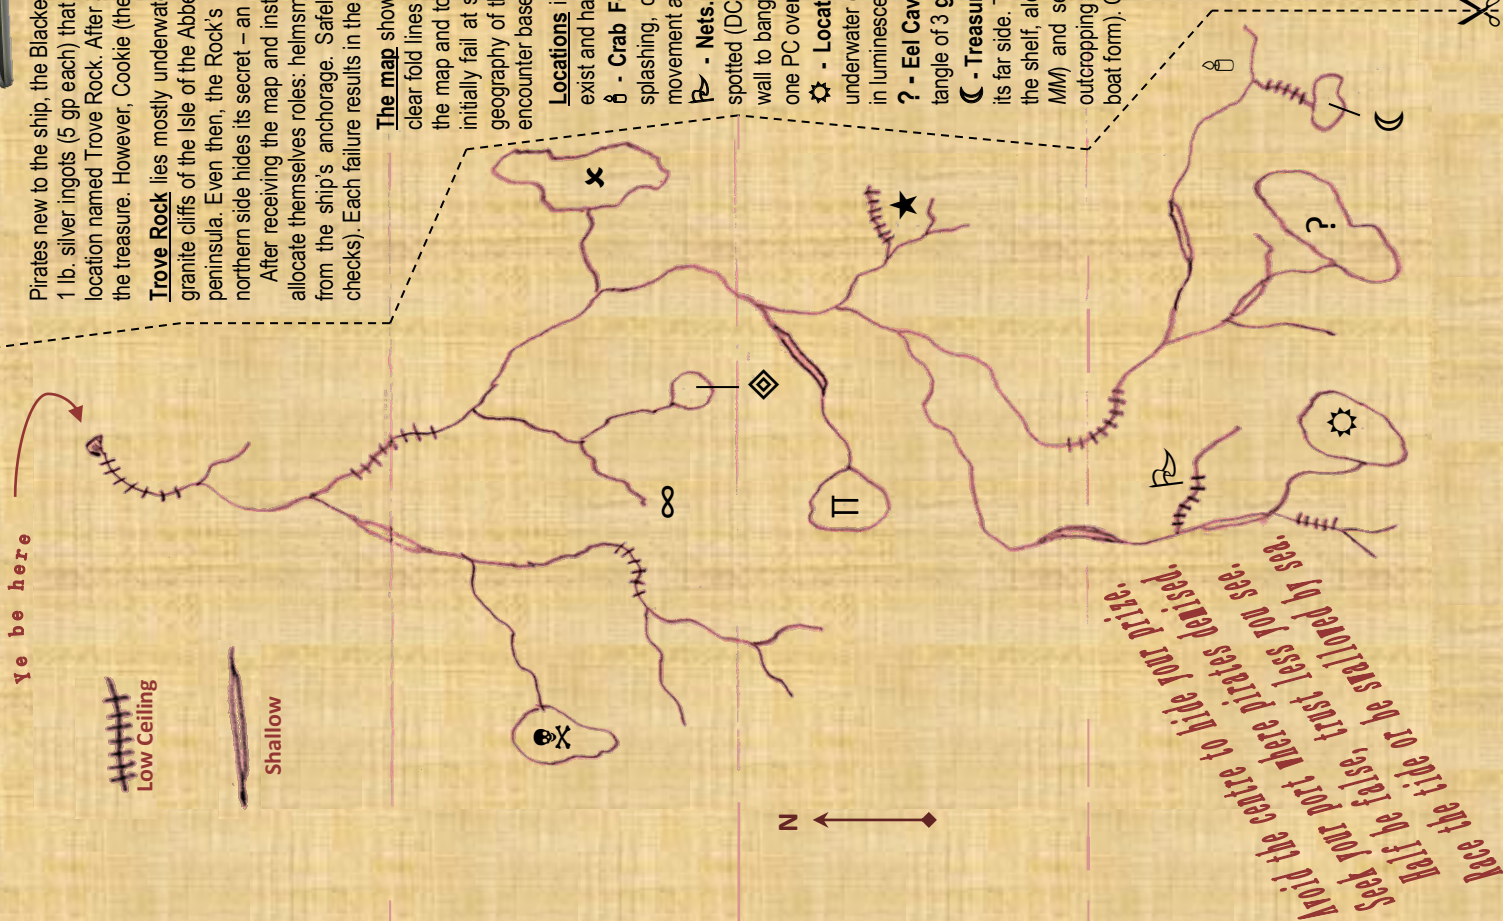 Pirates new to the ship, the Blacke
1 lb. silver ingots (5 gp each) that
location named Trove Rock. After
the treasure. However, Cookie (the
Trove Rock lies mostly underwat
granite cliffs of the Isle of the Abbe
peninsula. Even then, the Rock's
northern side hides its secret – an
After receiving the map and inst
allocate themselves roles: helmsm
from the ship's anchorage. Safel
checks). Each failure results in the
The map show
clear fold lines
the map and to
initially fail at s
geography of th
encounter base
Locations i
exist and ha
- Crab F
splashing, c
movement a
- Nets.
spotted (DC
wall to bang
one PC over
- Locat
underwater
in luminesce
? - Eel Cav
tangle of 3 g
☾ - Treasur
its far side.
the shelf, alo
MM) and se
outcropping
boat form). C
Ye be here
Low Ceiling
Shallow
N
∞
?
Avoid the centre to hide your prize.
Seek your port where pirates demised.
Half be false, trust less you see.
Race the tide or be swallowed by sea.